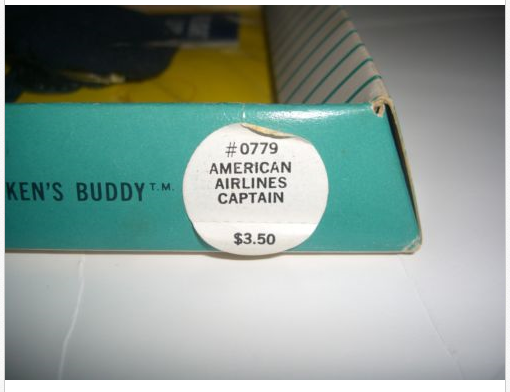 KEN'S BUDDY T.M.
#0779
AMERICAN
AIRLINES
CAPTAIN
$3.50